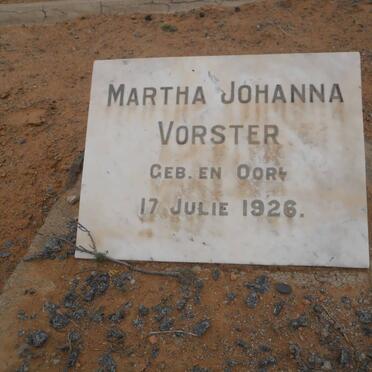 MARTHA JOHANNA
VORSTER
GEB. EN OORL
17 JULIE 1926.